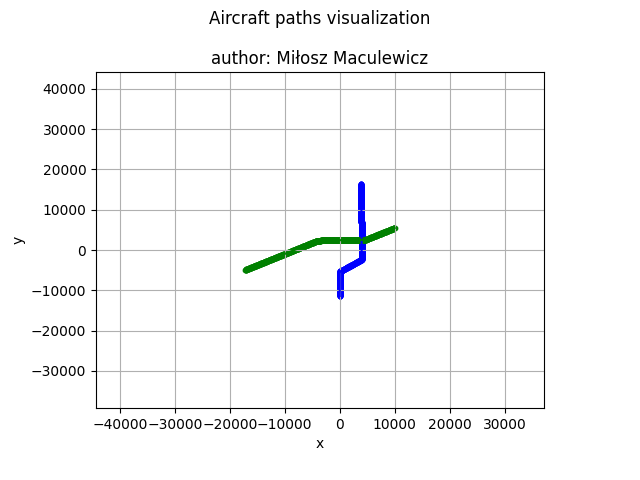 Aircraft paths visualization
author: Miłosz Maculewicz
40000
30000
20000
10000
0
−10000
−20000
−30000
y
−40000 −30000 −20000 −10000 0 10000 20000 30000
x